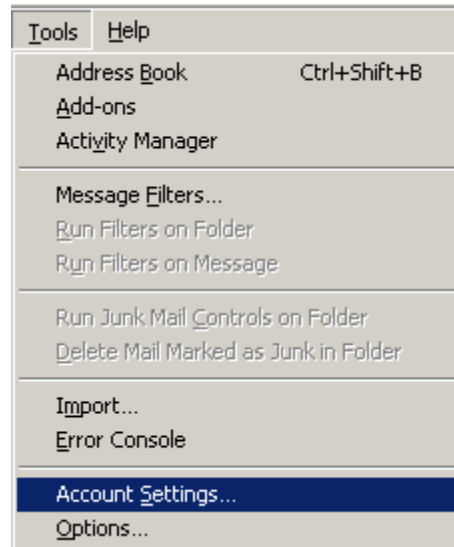 Tools Help
Address Book Ctrl+Shift+B
Add-ons
Activity Manager
Message Filters...
Run Filters on Folder
Run Filters on Message
Run Junk Mail Controls on Folder
Delete Mail Marked as Junk in Folder
Import...
Error Console
Account Settings...
Options...